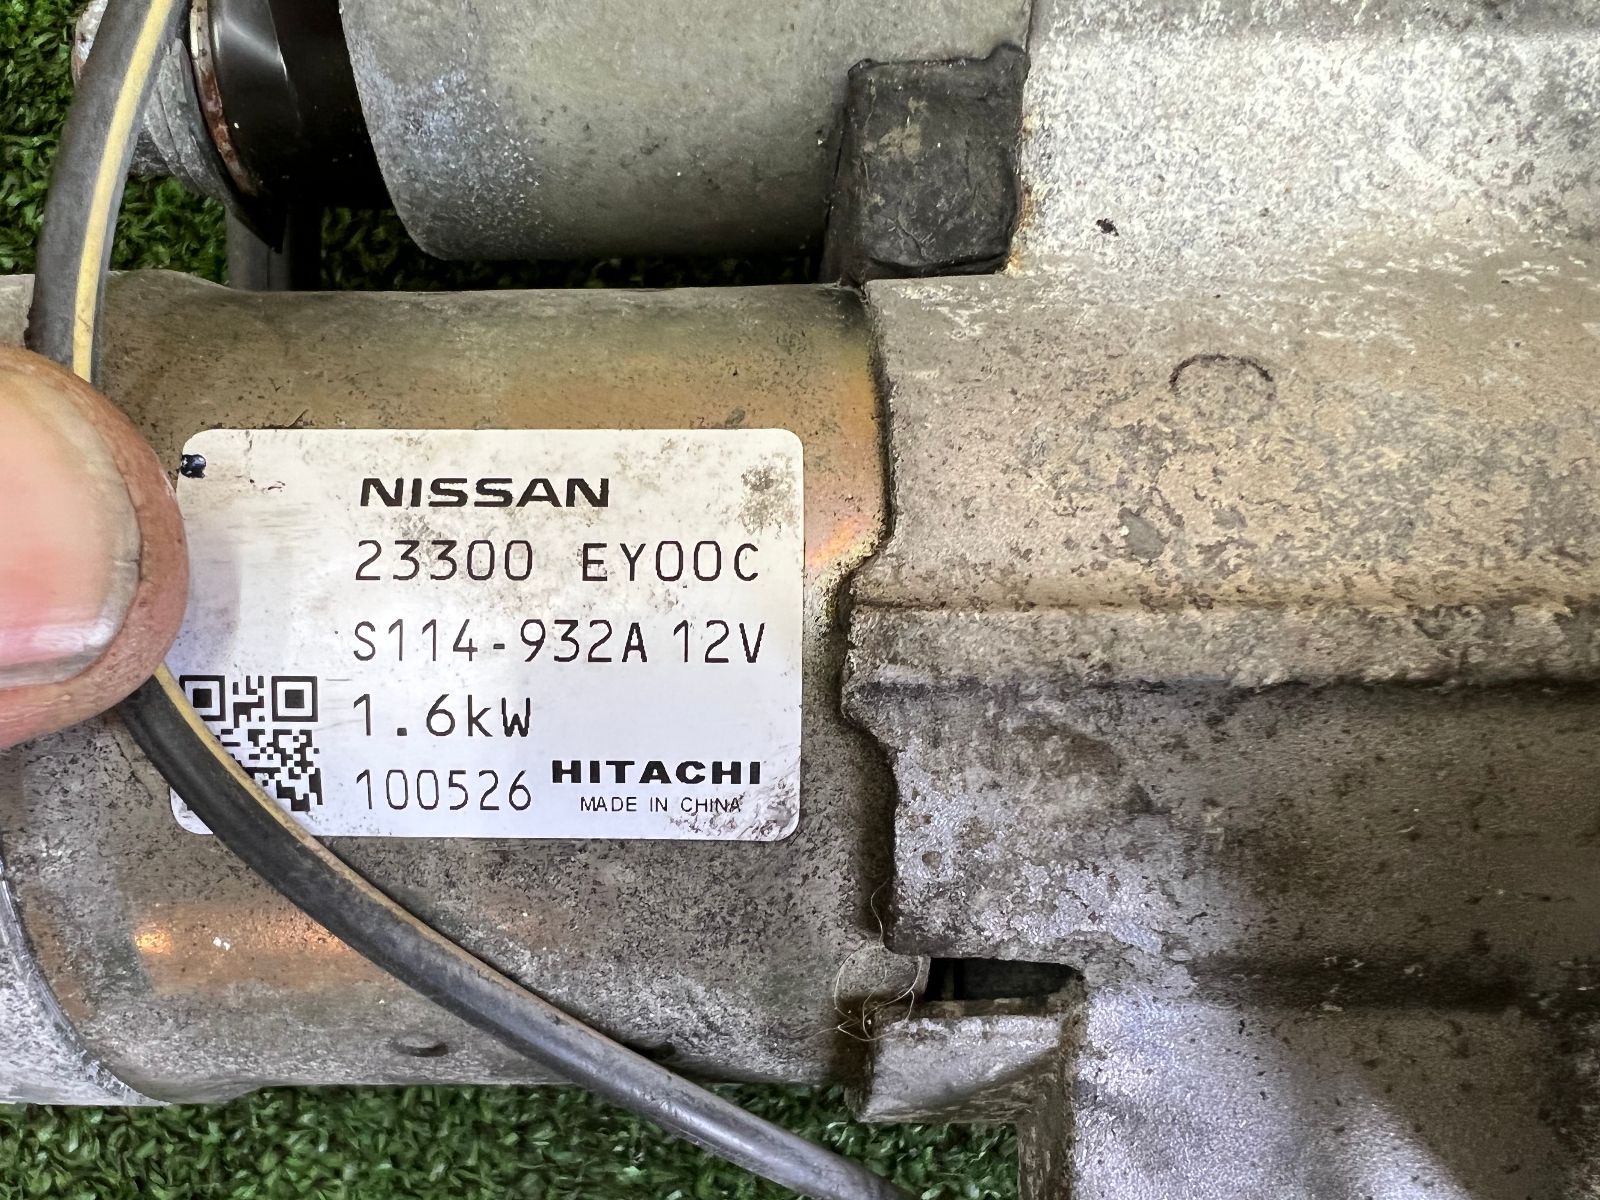 NISSAN
23300 EY00C
S114-932A 12V
1.6kW
100526 HITACHI
MADE IN CHINA